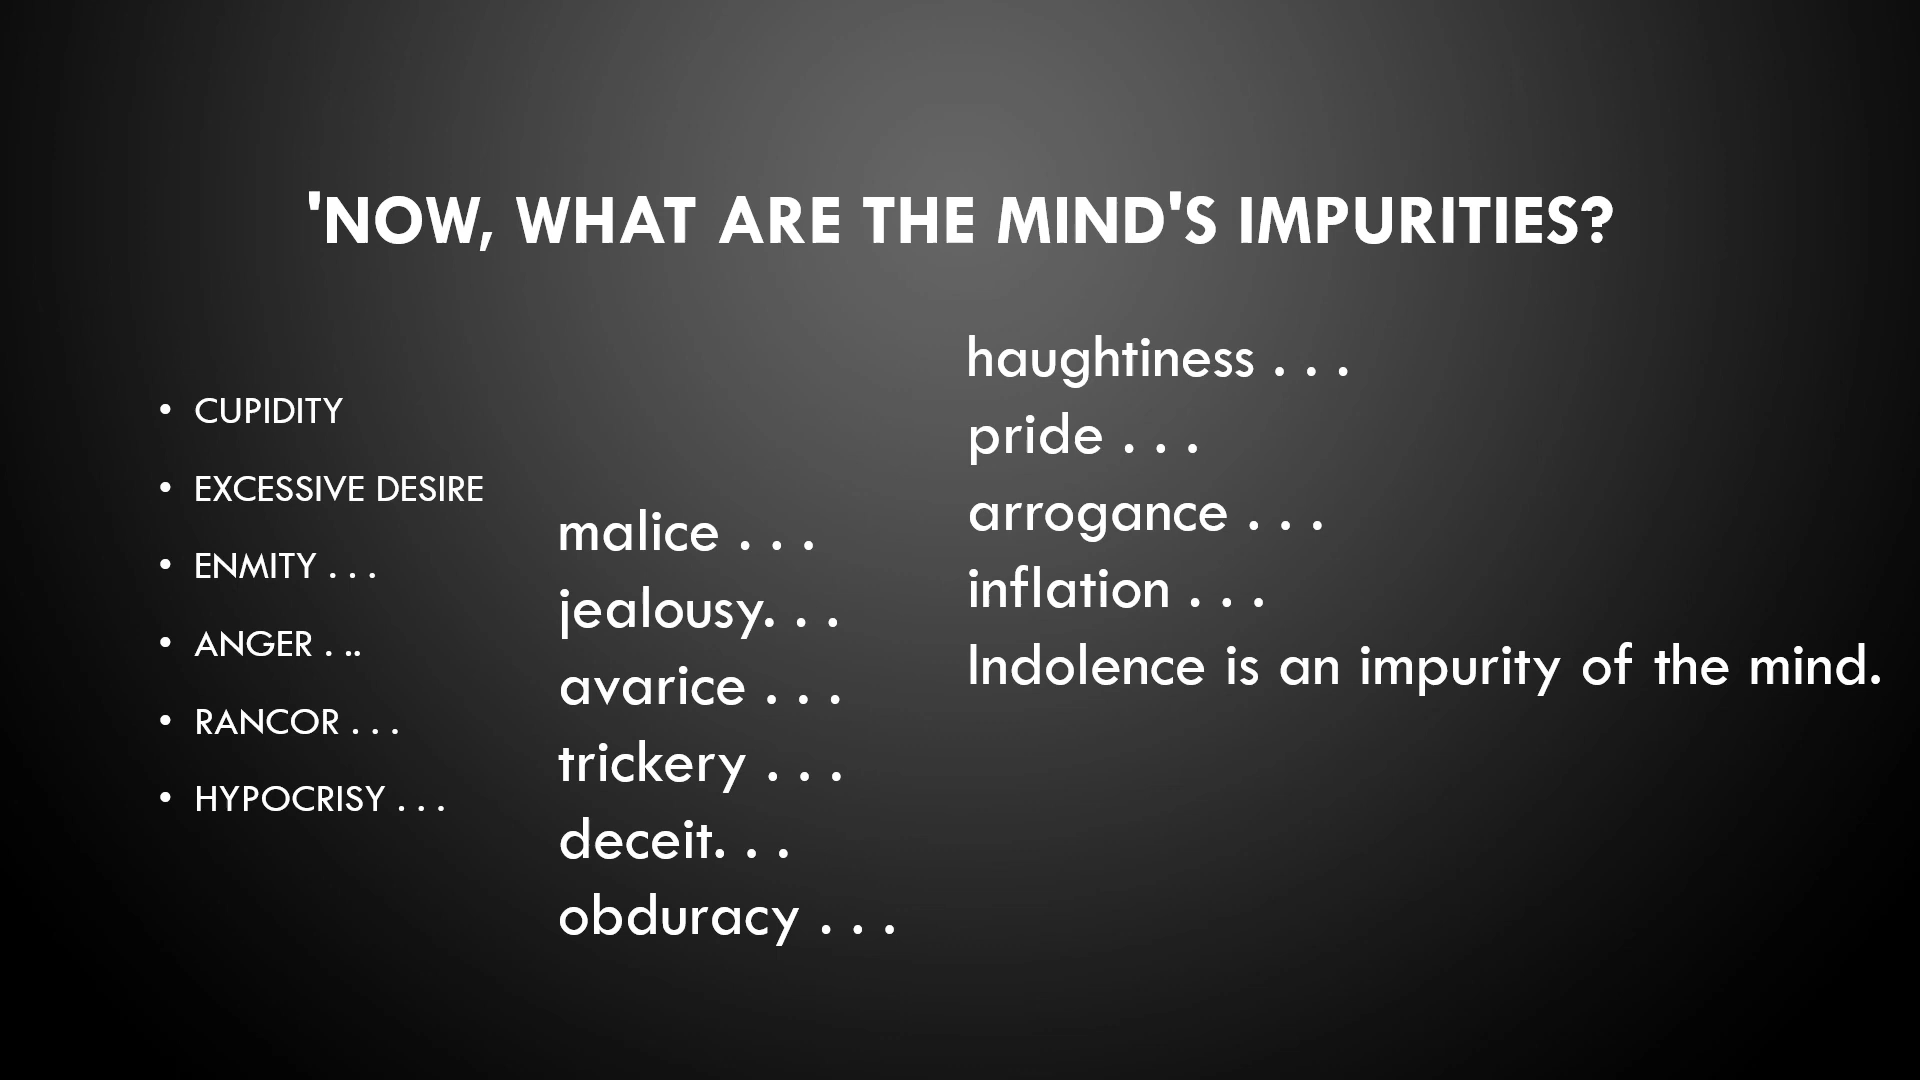 'NOW, WHAT ARE THE MIND'S IMPURITIES?
• CUPIDITY
• EXCESSIVE DESIRE
• ENMITY . . .
• ANGER . ..
• RANCOR . . .
• HYPOCRISY . . .
malice . . .
jealousy. . .
avarice . . .
trickery . . .
deceit. . .
obduracy . . .
haughtiness . . .
pride . . .
arrogance . . .
inflation . . .
Indolence is an impurity of the mind.